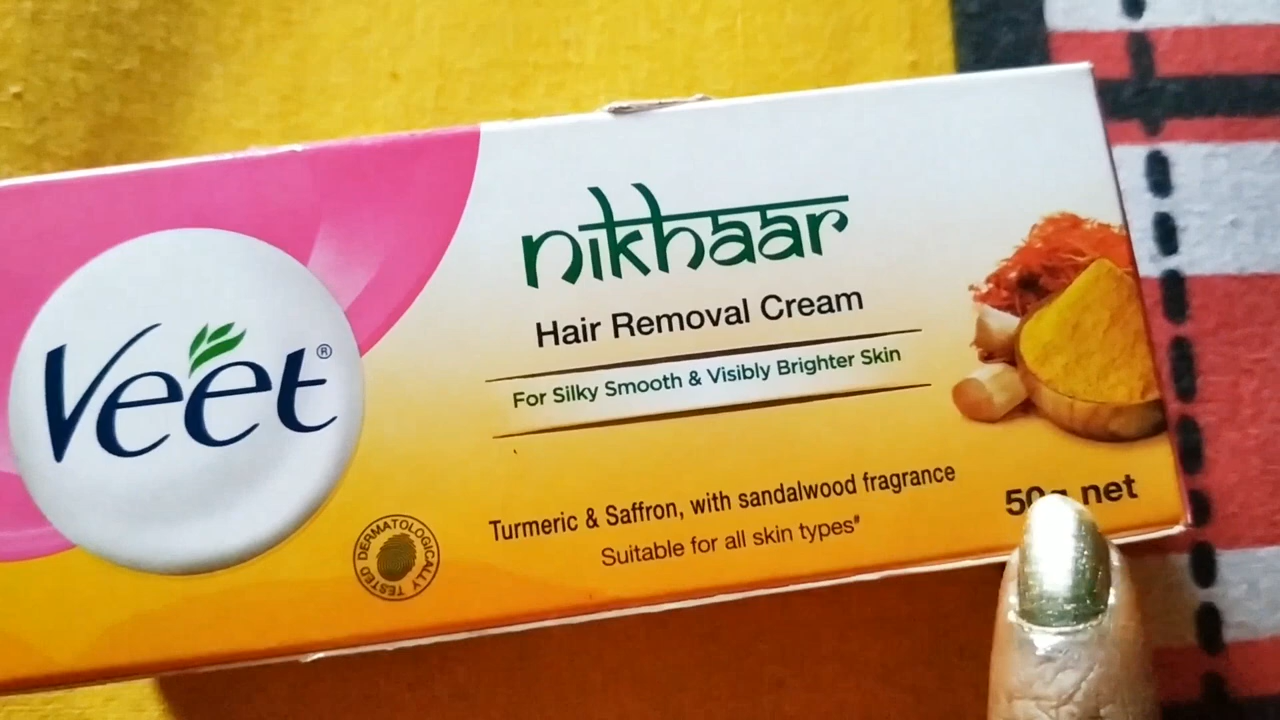 Veet®
nikhaar
Hair Removal Cream
For Silky Smooth & Visibly Brighter Skin
Turmeric & Saffron, with sandalwood fragrance
Suitable for all skin types#
DERMATOLOGICALLY TESTED
50g net